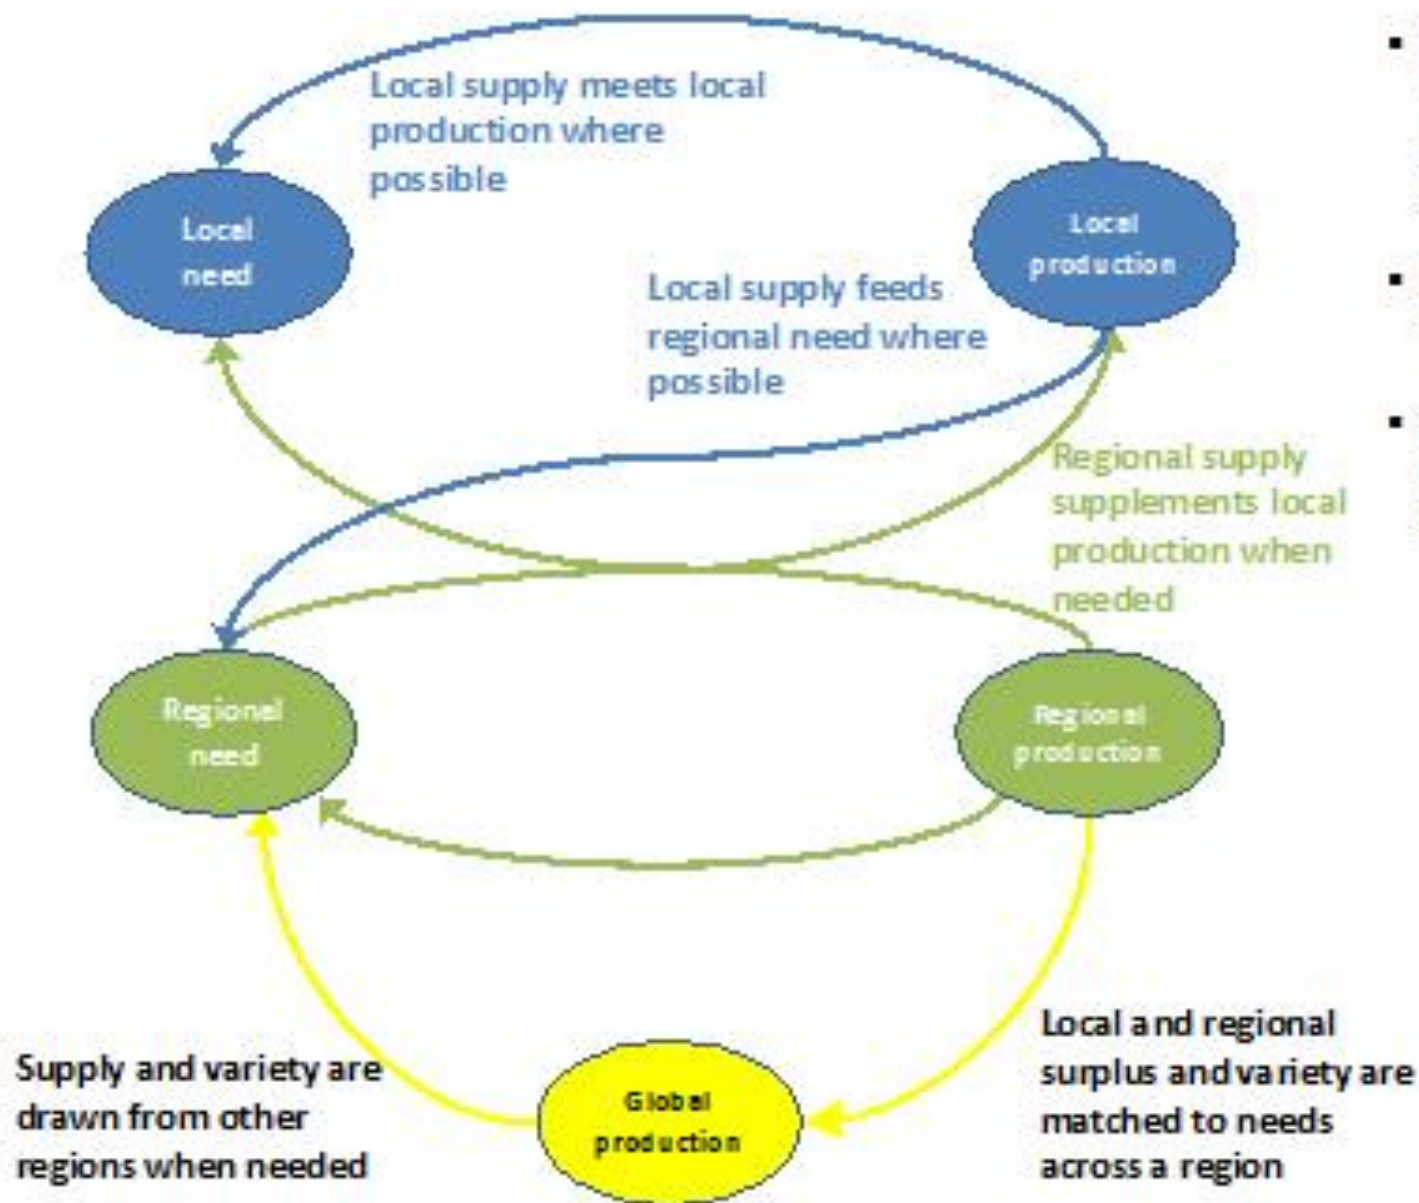 Local supply meets local
production where
possible
Local
need
Local
production
Local supply feeds
regional need where
possible
Regional supply
supplements local
production when
needed
Regional
need
Regional
production
Local and regional
surplus and variety are
matched to needs
across a region
Supply and variety are
drawn from other
regions when needed
Global
production